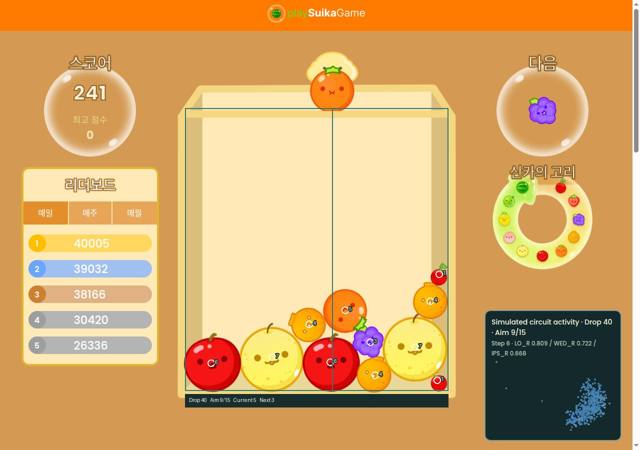 playSuikaGame
스코어
241
최고 점수
0
다음
리더보드
매일 매주 매월
1 40005
2 39032
3 38166
4 30420
5 26336
Drop 40 Aim 9/15 Current 5 Next 3
Simulated circuit activity · Drop 40
· Aim 9/15
Step 6 · LO_R 0.809 / WED_R 0.722 /
IPS_R 0.668